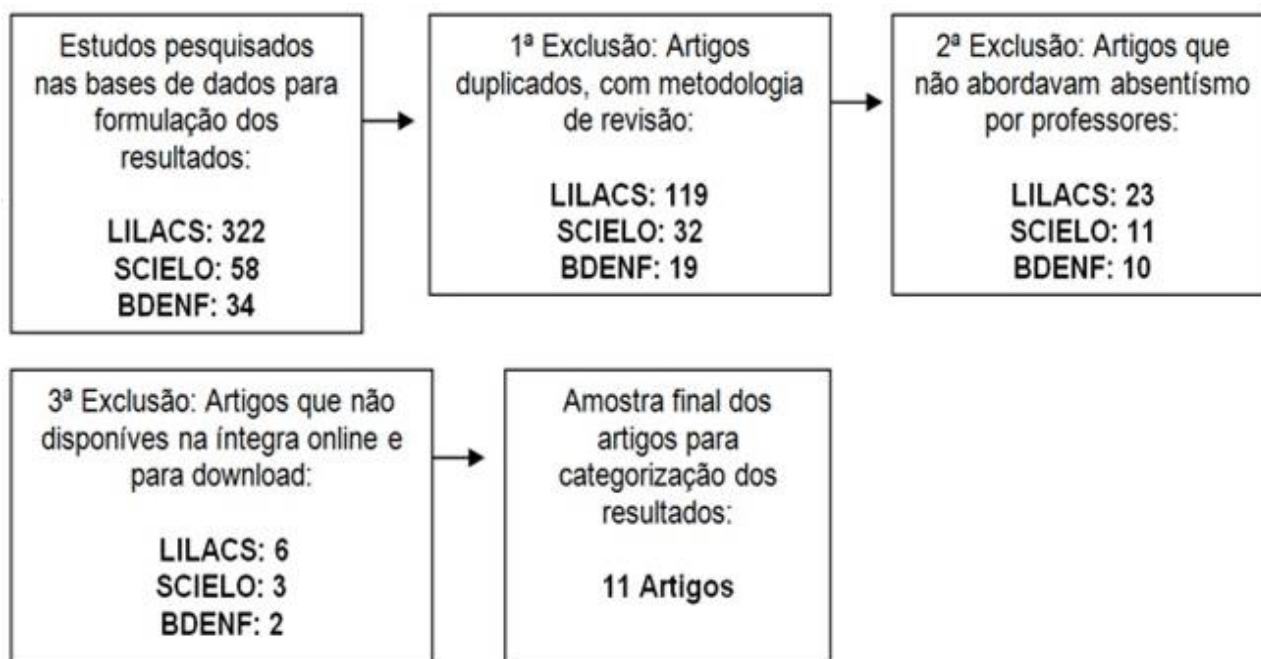 Estudos pesquisados
nas bases de dados para
formulação dos
resultados:
LILACS: 322
SCIELO: 58
BDENF: 34
1ª Exclusão: Artigos
duplicados, com metodologia
de revisão:
LILACS: 119
SCIELO: 32
BDENF: 19
2ª Exclusão: Artigos que
não abordavam absentísmo
por professores:
LILACS: 23
SCIELO: 11
BDENF: 10
3ª Exclusão: Artigos que não
disponíves na íntegra online e
para download:
LILACS: 6
SCIELO: 3
BDENF: 2
Amostra final dos
artigos para
categorização dos
resultados:
11 Artigos